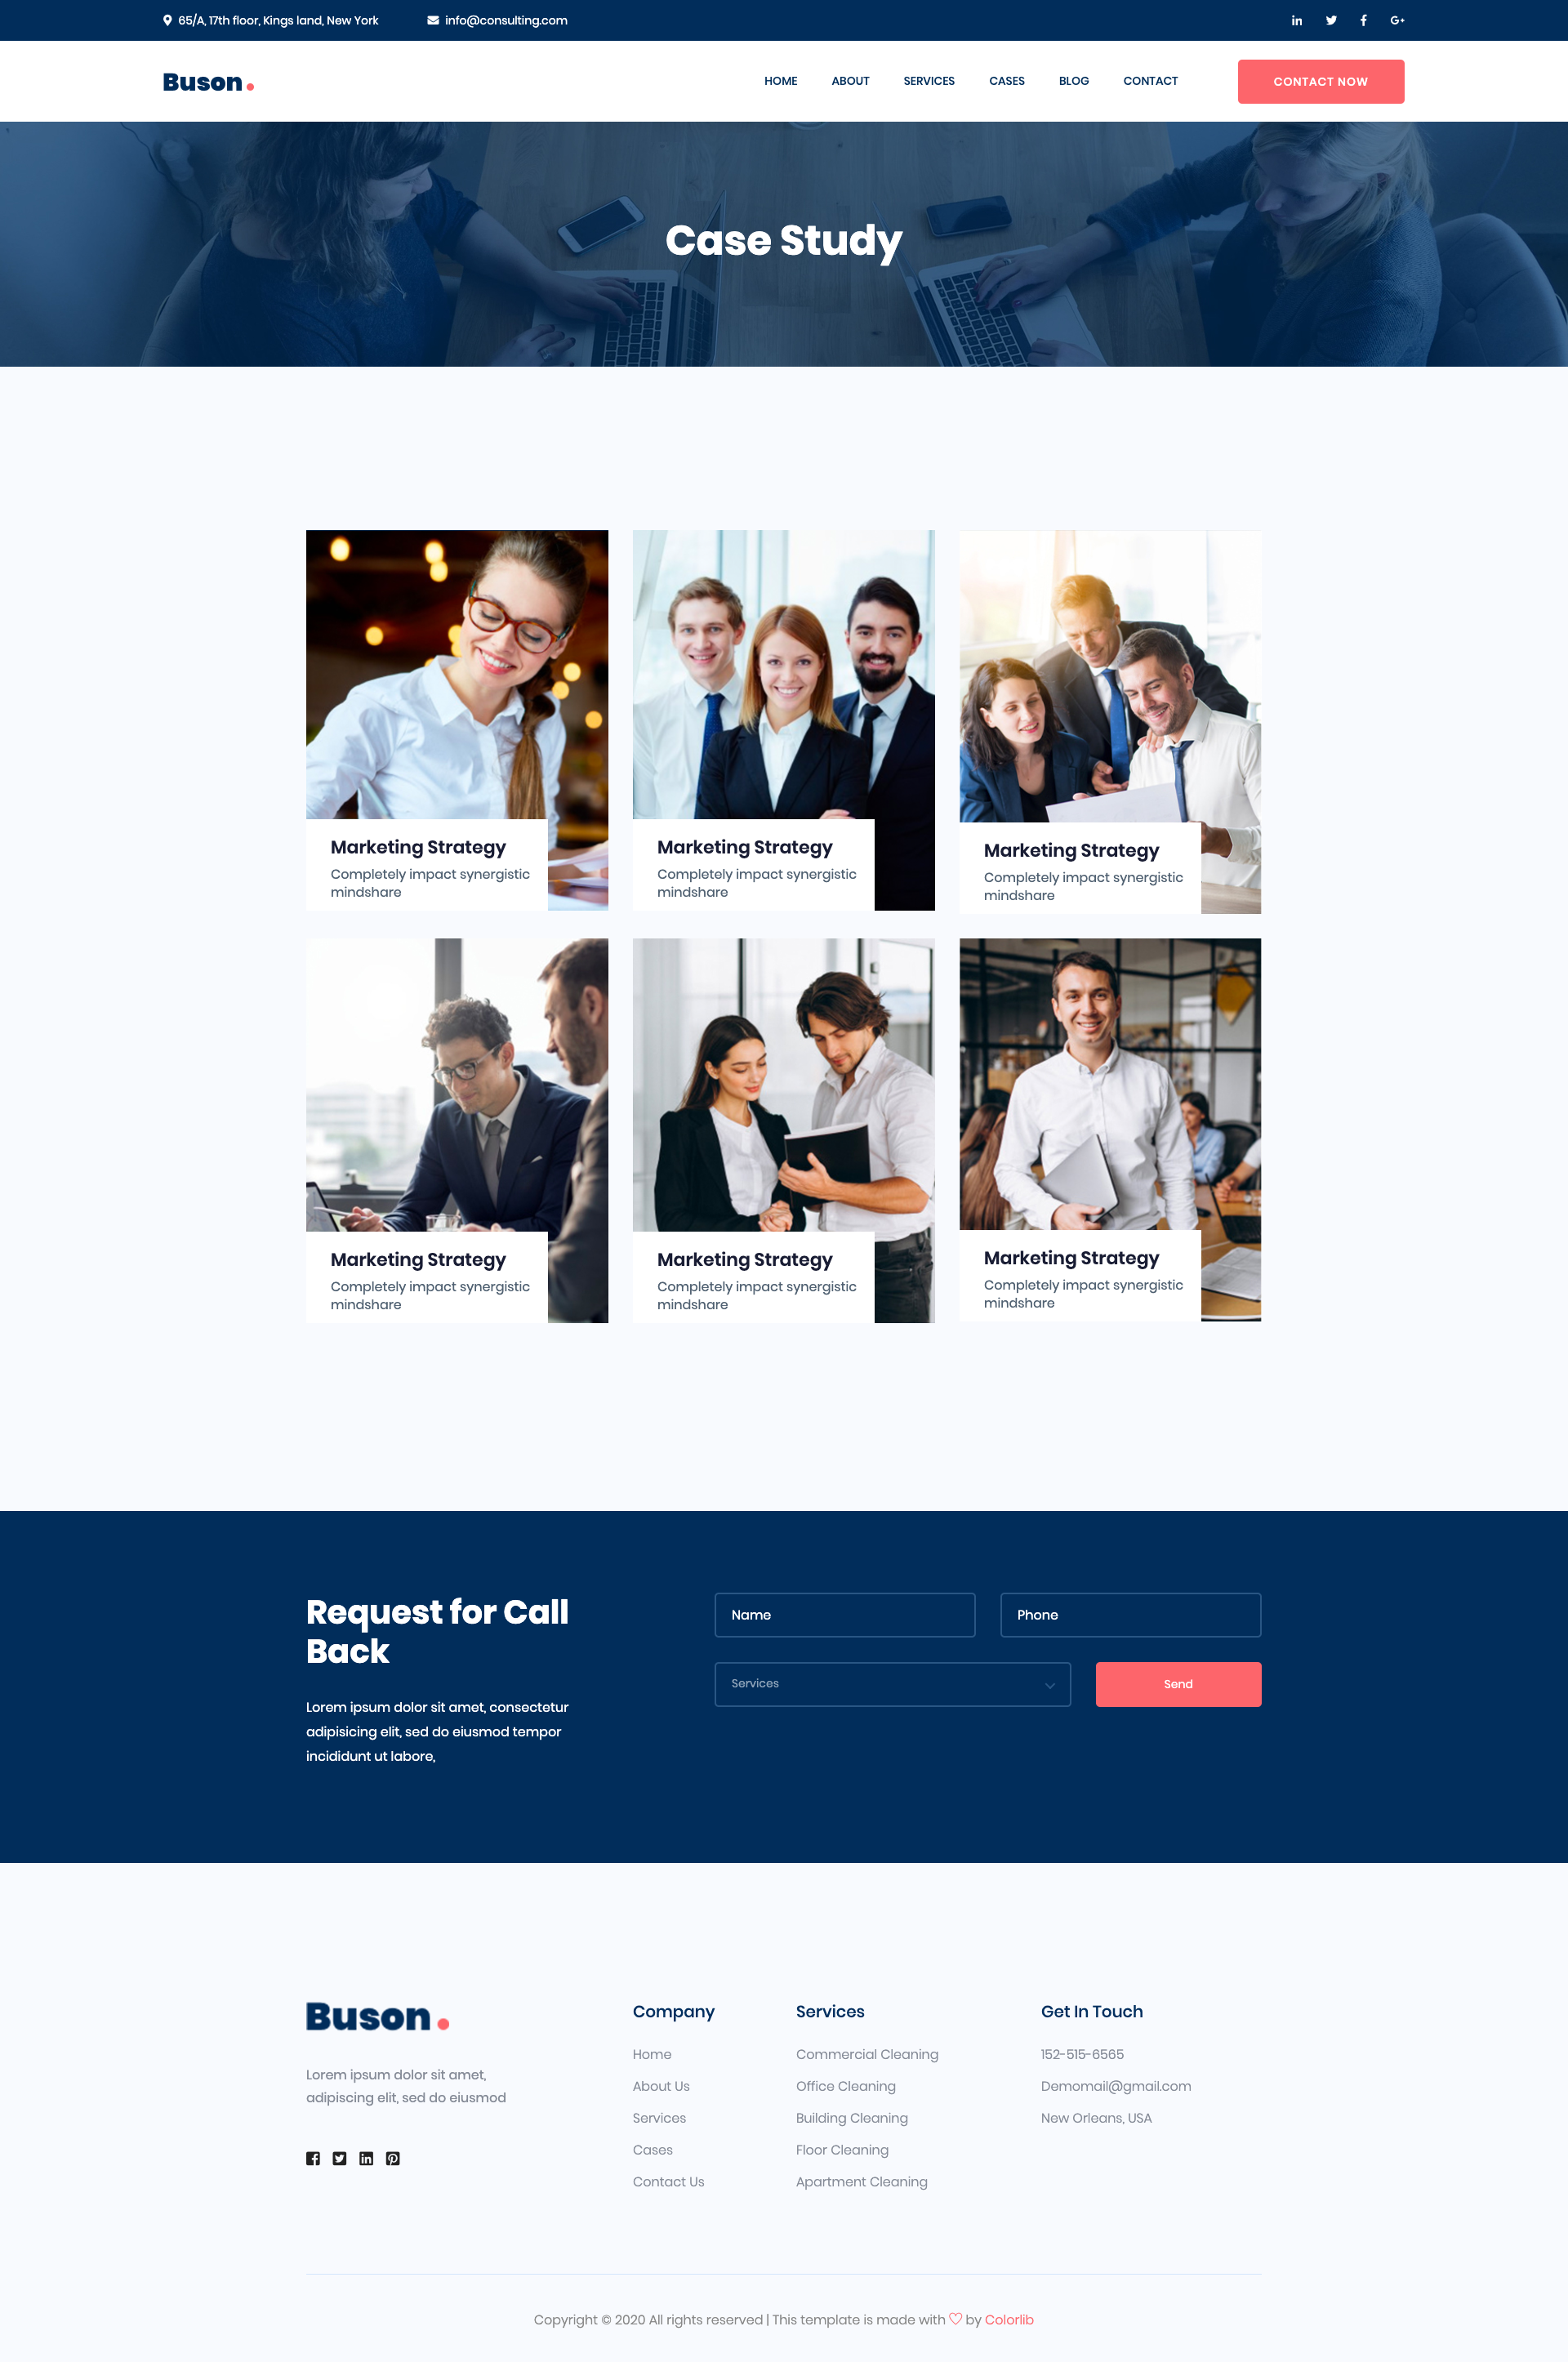 65/A, 17th floor, Kings land, New York
info@consulting.com
Buson.
HOME
ABOUT
SERVICES
CASES
BLOG
CONTACT
CONTACT NOW
Case Study
Marketing Strategy
Completely impact synergistic
mindshare
Marketing Strategy
Completely impact synergistic
mindshare
Marketing Strategy
Completely impact synergistic
mindshare
Marketing Strategy
Completely impact synergistic
mindshare
Marketing Strategy
Completely impact synergistic
mindshare
Marketing Strategy
Completely impact synergistic
mindshare
Request for Call
Back
Lorem ipsum dolor sit amet, consectetur
adipisicing elit, sed do eiusmod tempor
incididunt ut labore,
Name
Phone
Services
Send
Buson.
Lorem ipsum dolor sit amet,
adipiscing elit, sed do eiusmod
Company
Home
About Us
Services
Cases
Contact Us
Services
Commercial Cleaning
Office Cleaning
Building Cleaning
Floor Cleaning
Apartment Cleaning
Get In Touch
152-515-6565
Demomail@gmail.com
New Orleans, USA
Copyright © 2020 All rights reserved | This template is made with ♡ by Colorlib